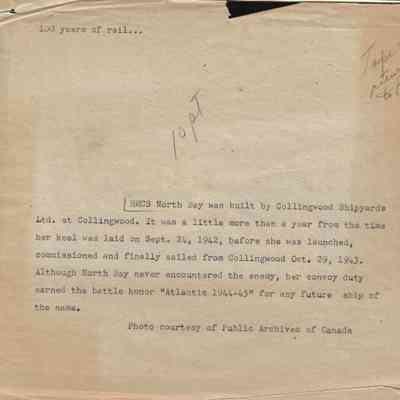 100 years of rail...
10 pt
HMCS North Bay was built by Collingwood Shipyards
Ltd. at Collingwood. It was a little more than a year from the time
her keel was laid on Sept. 24, 1942, before she was launched,
commissioned and finally sailed from Collingwood Oct. 29, 1943.
Although North Bay never encountered the enemy, her convoy duty
earned the battle honor "Atlantic 1944-45" for any future ship of
the name.
Photo courtesy of Public Archives of Canada